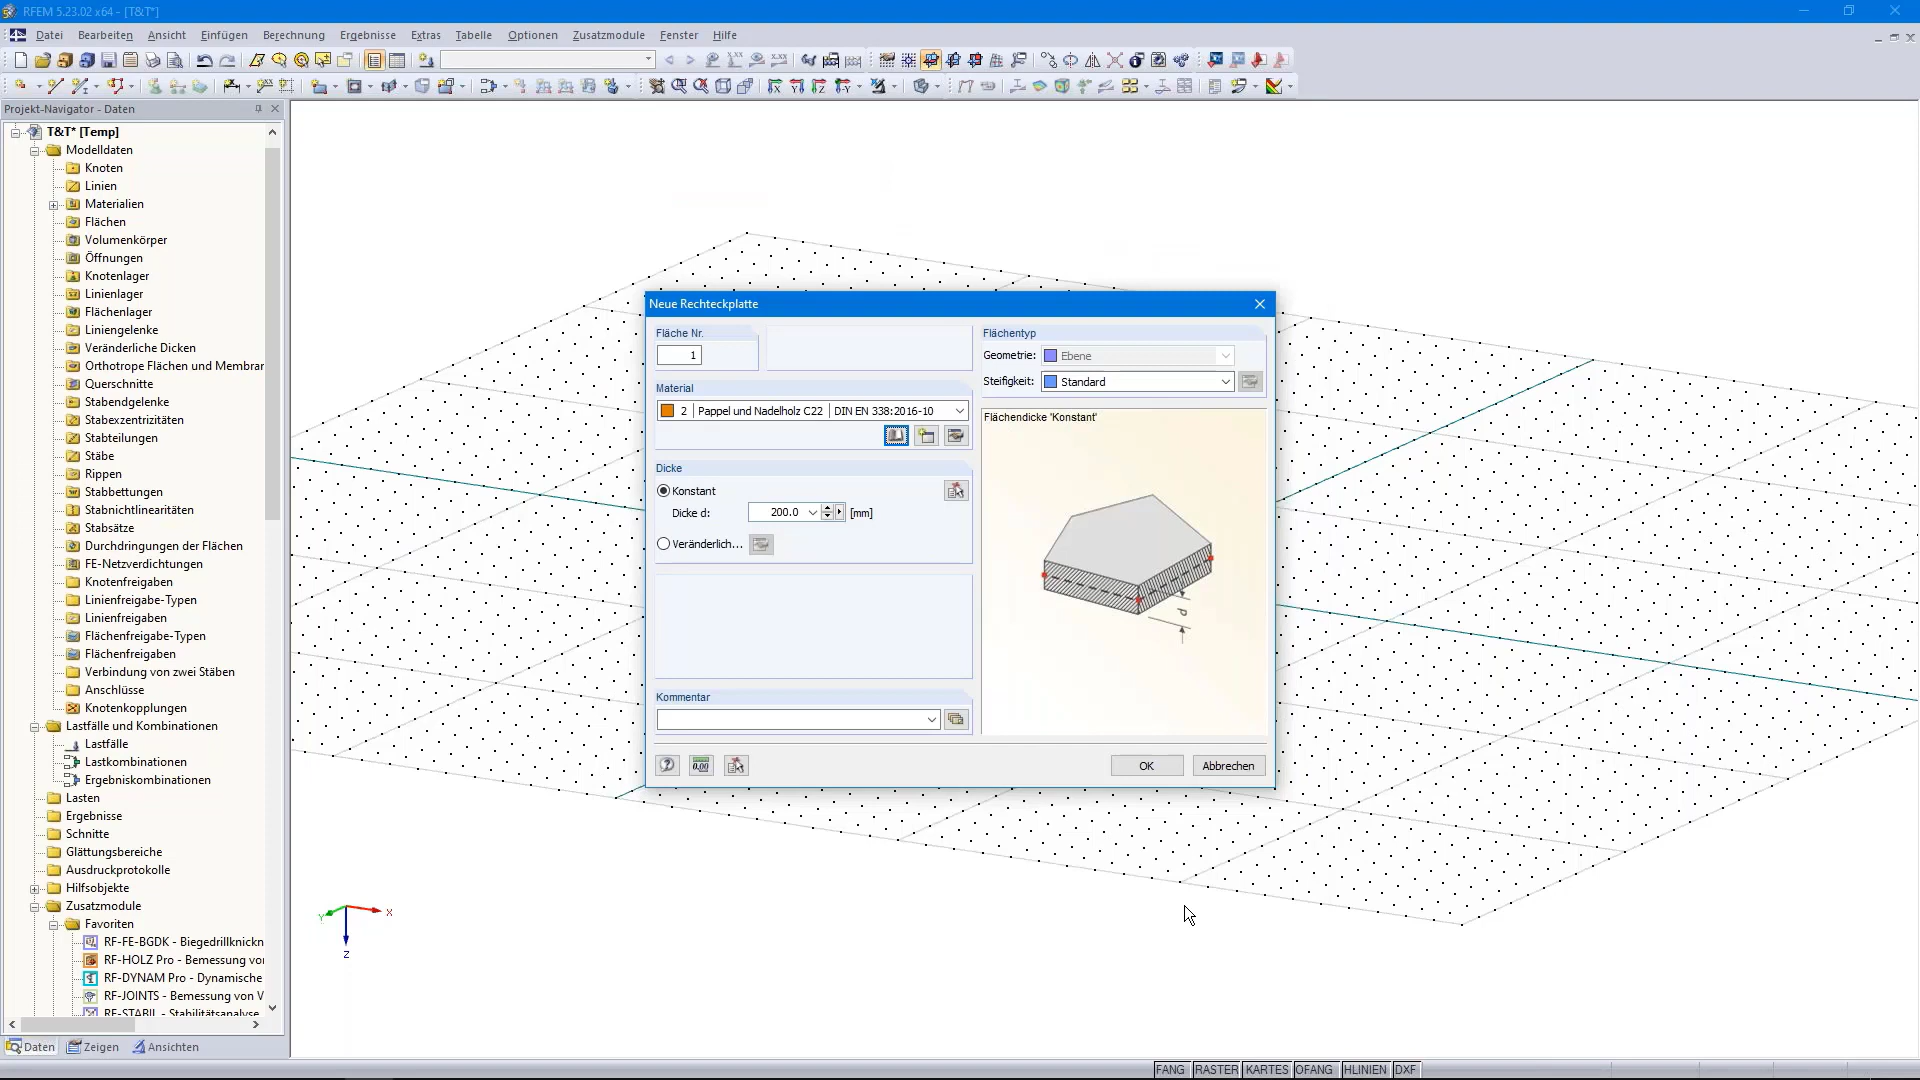 RFEM 5.23.02 x64 - [T&T*]
Datei Bearbeiten Ansicht Einfügen Berechnung Ergebnisse Extras Tabelle Optionen Zusatzmodule Fenster Hilfe
Projekt-Navigator - Daten
T&T* [Temp]
Modelldaten
Knoten
Linien
Materialien
Flächen
Volumenkörper
Öffnungen
Knotenlager
Linienlager
Flächenlager
Liniengelenke
Veränderliche Dicken
Orthotrope Flächen und Membrar
Querschnitte
Stabendgelenke
Stabexzentrizitäten
Stabteilungen
Stäbe
Rippen
Stabbettungen
Stabnichtlinearitäten
Stabsätze
Durchdringungen der Flächen
FE-Netzverdichtungen
Knotenfreigaben
Linienfreigabe-Typen
Linienfreigaben
Flächenfreigabe-Typen
Flächenfreigaben
Verbindung von zwei Stäben
Anschlüsse
Knotenkopplungen
Lastfälle und Kombinationen
Lastfälle
Lastkombinationen
Ergebniskombinationen
Lasten
Ergebnisse
Schnitte
Glättungsbereiche
Ausdruckprotokolle
Hilfsobjekte
Zusatzmodule
Favoriten
RF-FE-BGDK - Biegedrillknickn
RF-HOLZ Pro - Bemessung vo
RF-DYNAM Pro - Dynamische
RF-JOINTS - Bemessung von V
RF-STABIL - Stabilitätsanalyse
Daten Zeigen Ansichten
Neue Rechteckplatte
Fläche Nr.
1
Material
2 Pappel und Nadelholz C22 DIN EN 338:2016-10
Dicke
Konstant
Dicke d: 200.0 [mm]
Veränderlich...
Kommentar
Flächentyp
Geometrie: Ebene
Steifigkeit: Standard
Flächendicke 'Konstant'
d
0,00
OK Abbrechen
X
Y
Z
FANG RASTER KARTES OFANG HLINIEN DXF